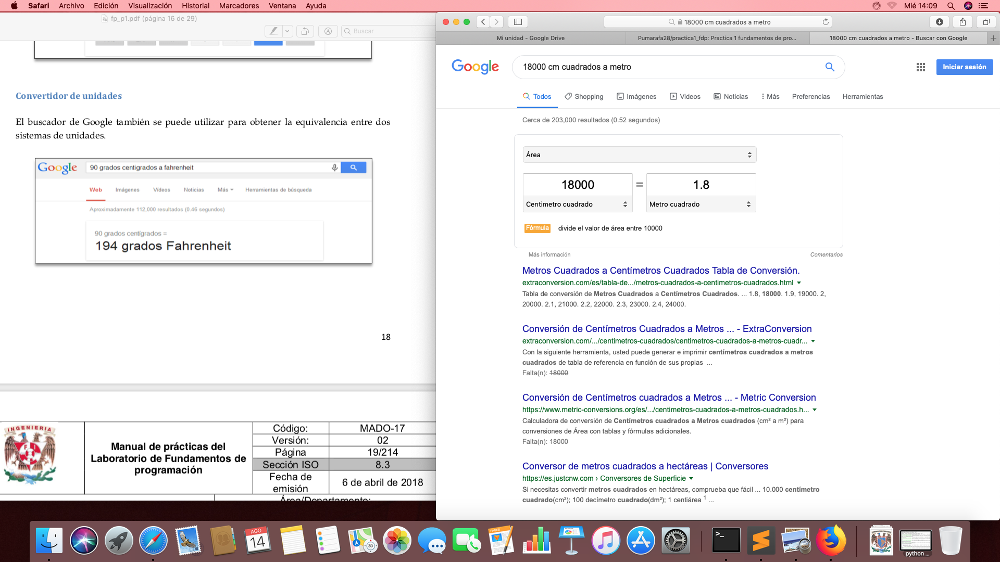 Safari Archivo Edición Visualización Historial Marcadores Ventana Ayuda
Mié 14:09
fp_p1.pdf (página 16 de 29)
Buscar
Convertidor de unidades
El buscador de Google también se puede utilizar para obtener la equivalencia entre dos
sistemas de unidades.
Google
90 grados centigrados a fahrenheit
Web Imágenes Vídeos Noticias Más Herramientas de búsqueda
Aproximadamente 112,000 resultados (0.46 segundos)
90 grados centígrados =
194 grados Fahrenheit
18
INGENIERIA
Manual de prácticas del
Laboratorio de Fundamentos de
programación
Código: MADO-17
Versión: 02
Página 19/214
Sección ISO 8.3
Fecha de
emisión
6 de abril de 2018
Área/Departamento:
18000 cm cuadrados a metro
Mi unidad - Google Drive
Pumarafa28/practica1_fdp: Practica 1 fundamentos de pro...
18000 cm cuadrados a metro - Buscar con Google
Google
18000 cm cuadrados a metro
Iniciar sesión
Todos Shopping Imágenes Videos Noticias Más Preferencias Herramientas
Cerca de 203,000 resultados (0.52 segundos)
Área
18000 = 1.8
Centimetro cuadrado Metro cuadrado
Fórmula divide el valor de área entre 10000
Más información Comentarios
Metros Cuadrados a Centímetros Cuadrados Tabla de Conversión.
extraconversion.com/es/tabla-de.../metros-cuadrados-a-centimetros-cuadrados.html
Tabla de conversión de Metros Cuadrados a Centímetros Cuadrados. ... 1.8, 18000. 1.9, 19000. 2,
20000. 2.1, 21000. 2.2, 22000. 2.3, 23000. 2.4, 24000.
Conversión de Centímetros Cuadrados a Metros ... - ExtraConversion
extraconversion.com/.../centimetros-cuadrados/centimetros-cuadrados-a-metros-cuadr...
Con la siguiente herramienta, usted puede generar e imprimir centímetros cuadrados a metros
cuadrados de tabla de referencia en función de sus propias ...
Falta(n): 18000
Conversión de Centímetros cuadrados a Metros ... - Metric Conversion
https://www.metric-conversions.org/es/.../centimetros-cuadrados-a-metros-cuadrados.h...
Calculadora de conversión de Centímetros cuadrados a Metros cuadrados (cm² a m²) para
conversiones de Área con tablas y fórmulas adicionales.
Falta(n): 18000
Conversor de metros cuadrados a hectáreas | Conversores
https://es.justcnw.com › Conversores de Superficie
Si necesitas convertir metros cuadrados en hectáreas, comprueba que fácil ... 10.000 centímetro
cuadrado(cm²); 100 decímetro cuadrado(dm²); 1 centiárea 1 ...
AGO
14
3D
PAGES
>_
python ...